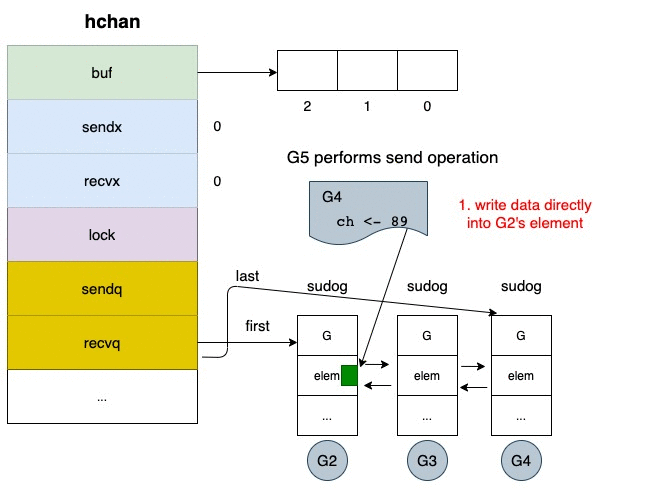 hchan
buf
2 1 0
sendx 0
recvx 0
G5 performs send operation
G4
ch <- 89
1. write data directly
into G2's element
lock
sendq
last
sudog sudog sudog
recvq
first
G G G
elem elem elem
... ... ... ...
G2 G3 G4